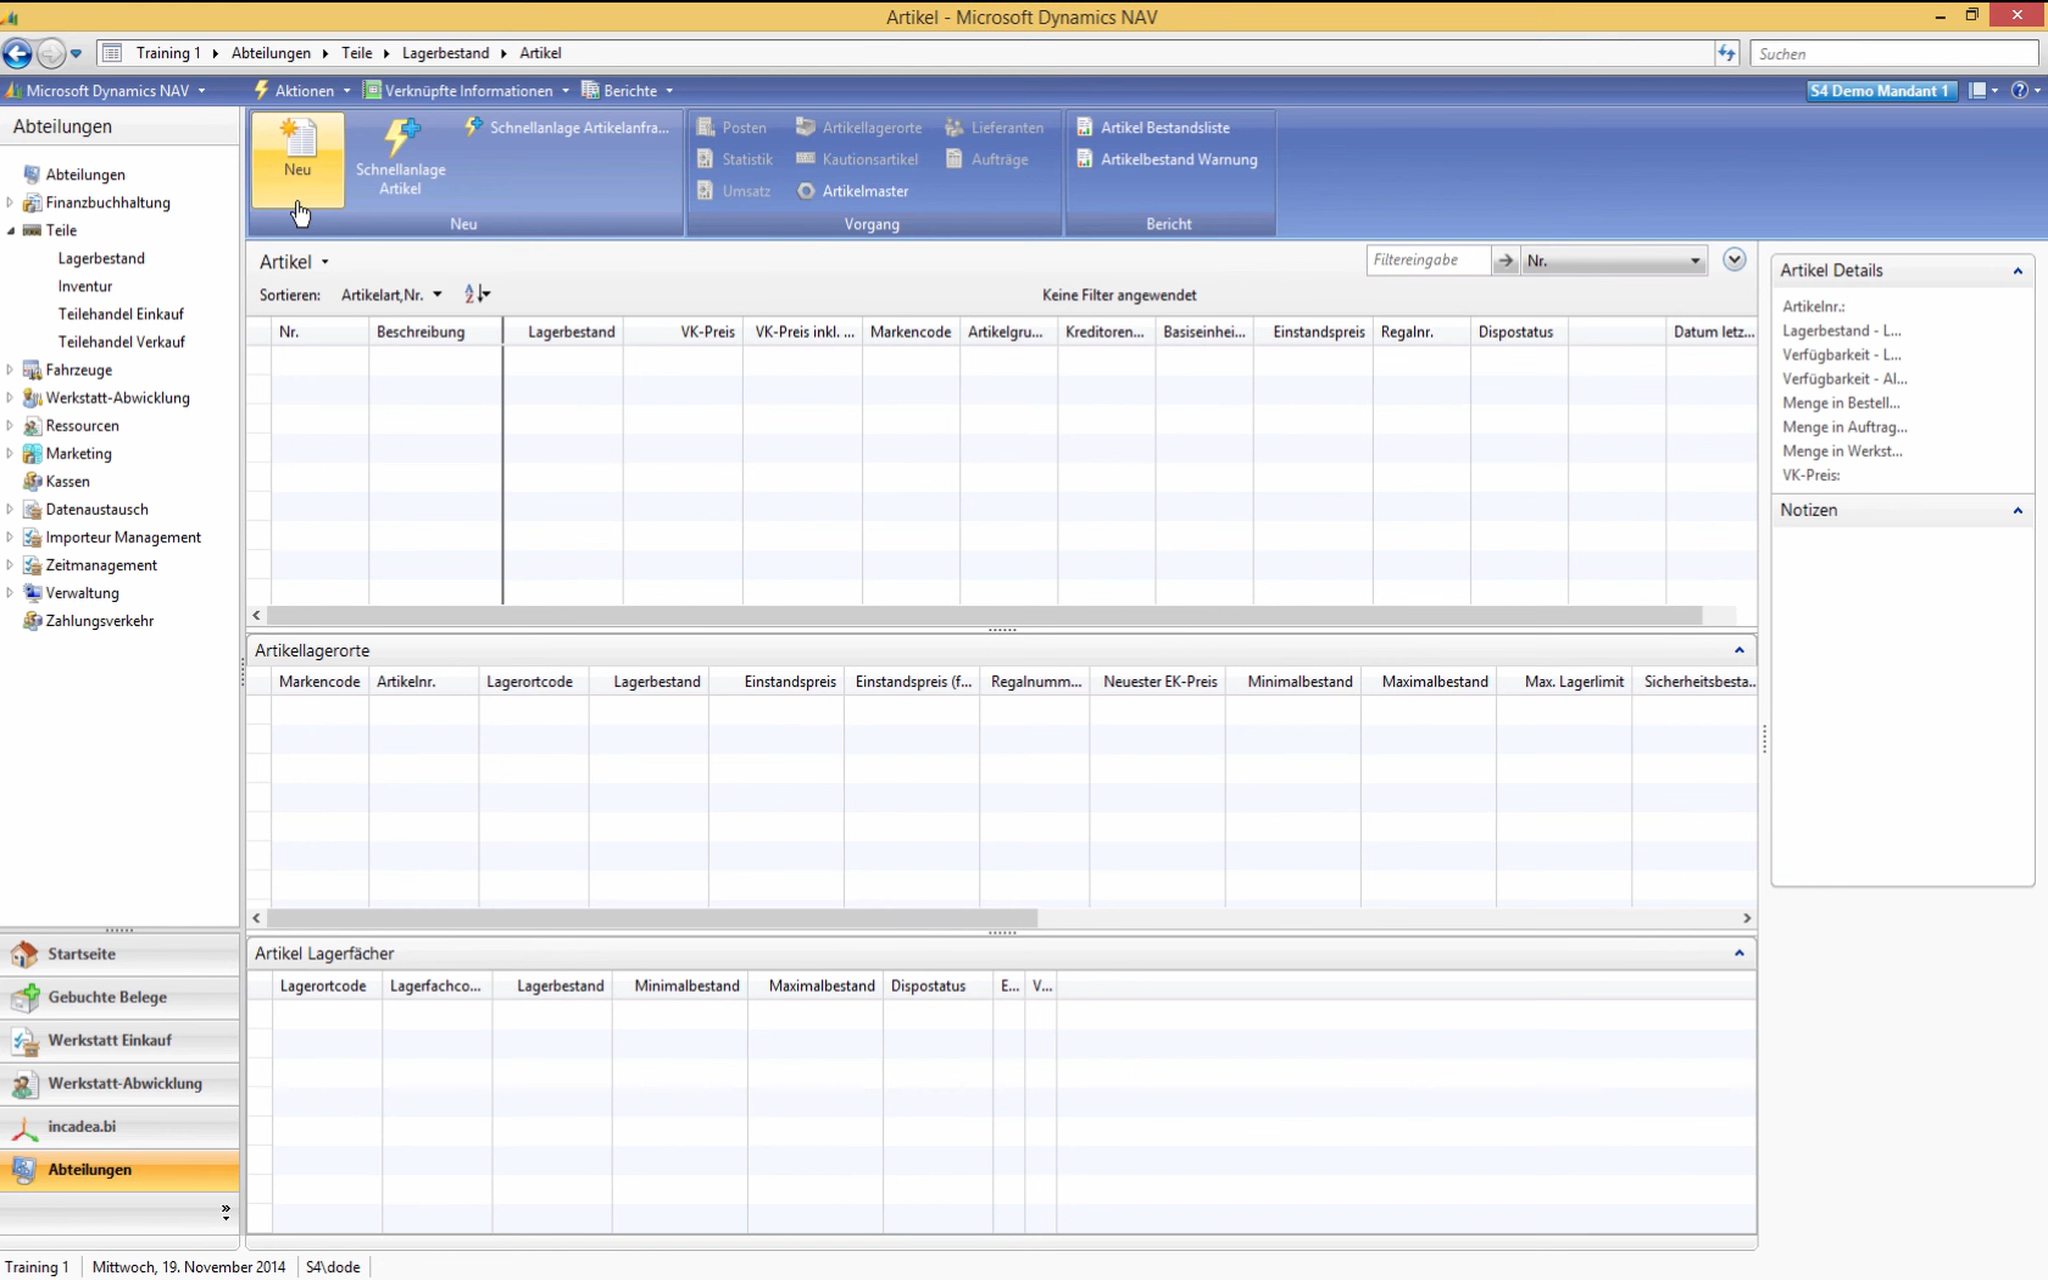 Artikel - Microsoft Dynamics NAV
Training 1 Abteilungen Teile Lagerbestand Artikel
Suchen
Microsoft Dynamics NAV Aktionen Verknüpfte Informationen Berichte S4 Demo Mandant 1
Abteilungen
Abteilungen
Finanzbuchhaltung
Teile
Lagerbestand
Inventur
Teilehandel Einkauf
Teilehandel Verkauf
Fahrzeuge
Werkstatt-Abwicklung
Ressourcen
Marketing
Kassen
Datenaustausch
Importeur Management
Zeitmanagement
Verwaltung
Zahlungsverkehr
Startseite
Gebuchte Belege
Werkstatt Einkauf
Werkstatt-Abwicklung
incadea.bi
Abteilungen
Neu
Schnellanlage
Artikel
Schnellanlage Artikelanfra...
Neu
Posten Artikellagerorte Lieferanten
Statistik Kautionsartikel Aufträge
Umsatz Artikelmaster
Vorgang
Artikel Bestandsliste
Artikelbestand Warnung
Bericht
Artikel
Filtereingabe Nr.
Sortieren: Artikelart,Nr. Keine Filter angewendet
Nr. Beschreibung Lagerbestand VK-Preis VK-Preis inkl. ... Markencode Artikelgru... Kreditoren... Basiseinhei... Einstandspreis Regalnr. Dispostatus Datum letz...
Artikellagerorte
Markencode Artikelnr. Lagerortcode Lagerbestand Einstandspreis Einstandspreis (f... Regalnumm... Neuester EK-Preis Minimalbestand Maximalbestand Max. Lagerlimit Sicherheitsbesta...
Artikel Lagerfächer
Lagerortcode Lagerfachco... Lagerbestand Minimalbestand Maximalbestand Dispostatus E... V...
Artikel Details
Artikelnr.:
Lagerbestand - L...
Verfügbarkeit - L...
Verfügbarkeit - Al...
Menge in Bestell...
Menge in Auftrag...
Menge in Werkst...
VK-Preis:
Notizen
Training 1 Mittwoch, 19. November 2014 S4\dode